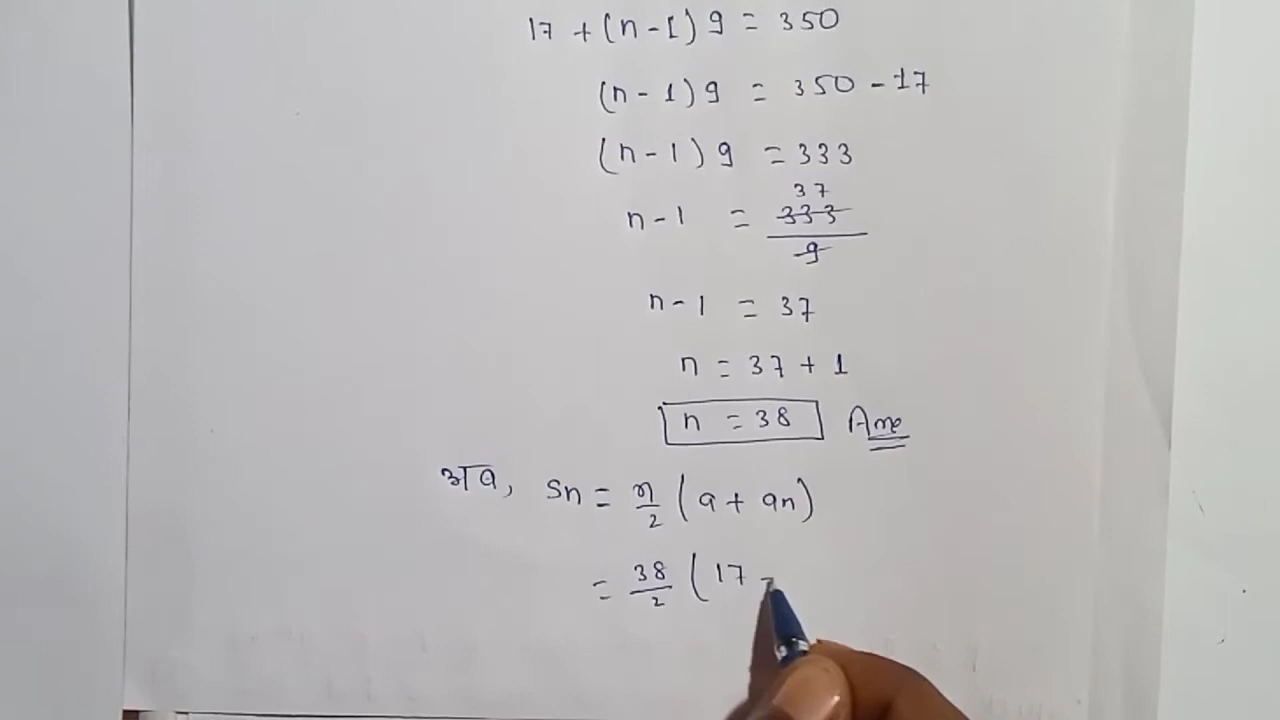 17 + (n - 1) 9 = 350
(n - 1) 9 = 350 - 17
(n - 1) 9 = 333
37
n - 1 = 333
9
n - 1 = 37
n = 37 + 1
n = 38 Ans
अब, Sn = n/2 (a + an)
= 38/2 ( 17 -